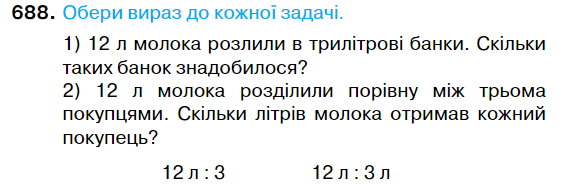 688. Обери вираз до кожної задачі.
1) 12 л молока розлили в трилітрові банки. Скільки
таких банок знадобилося?
2) 12 л молока розділили порівну між трьома
покупцями. Скільки літрів молока отримав кожний
покупець?
12 л : 3 12 л : 3 л